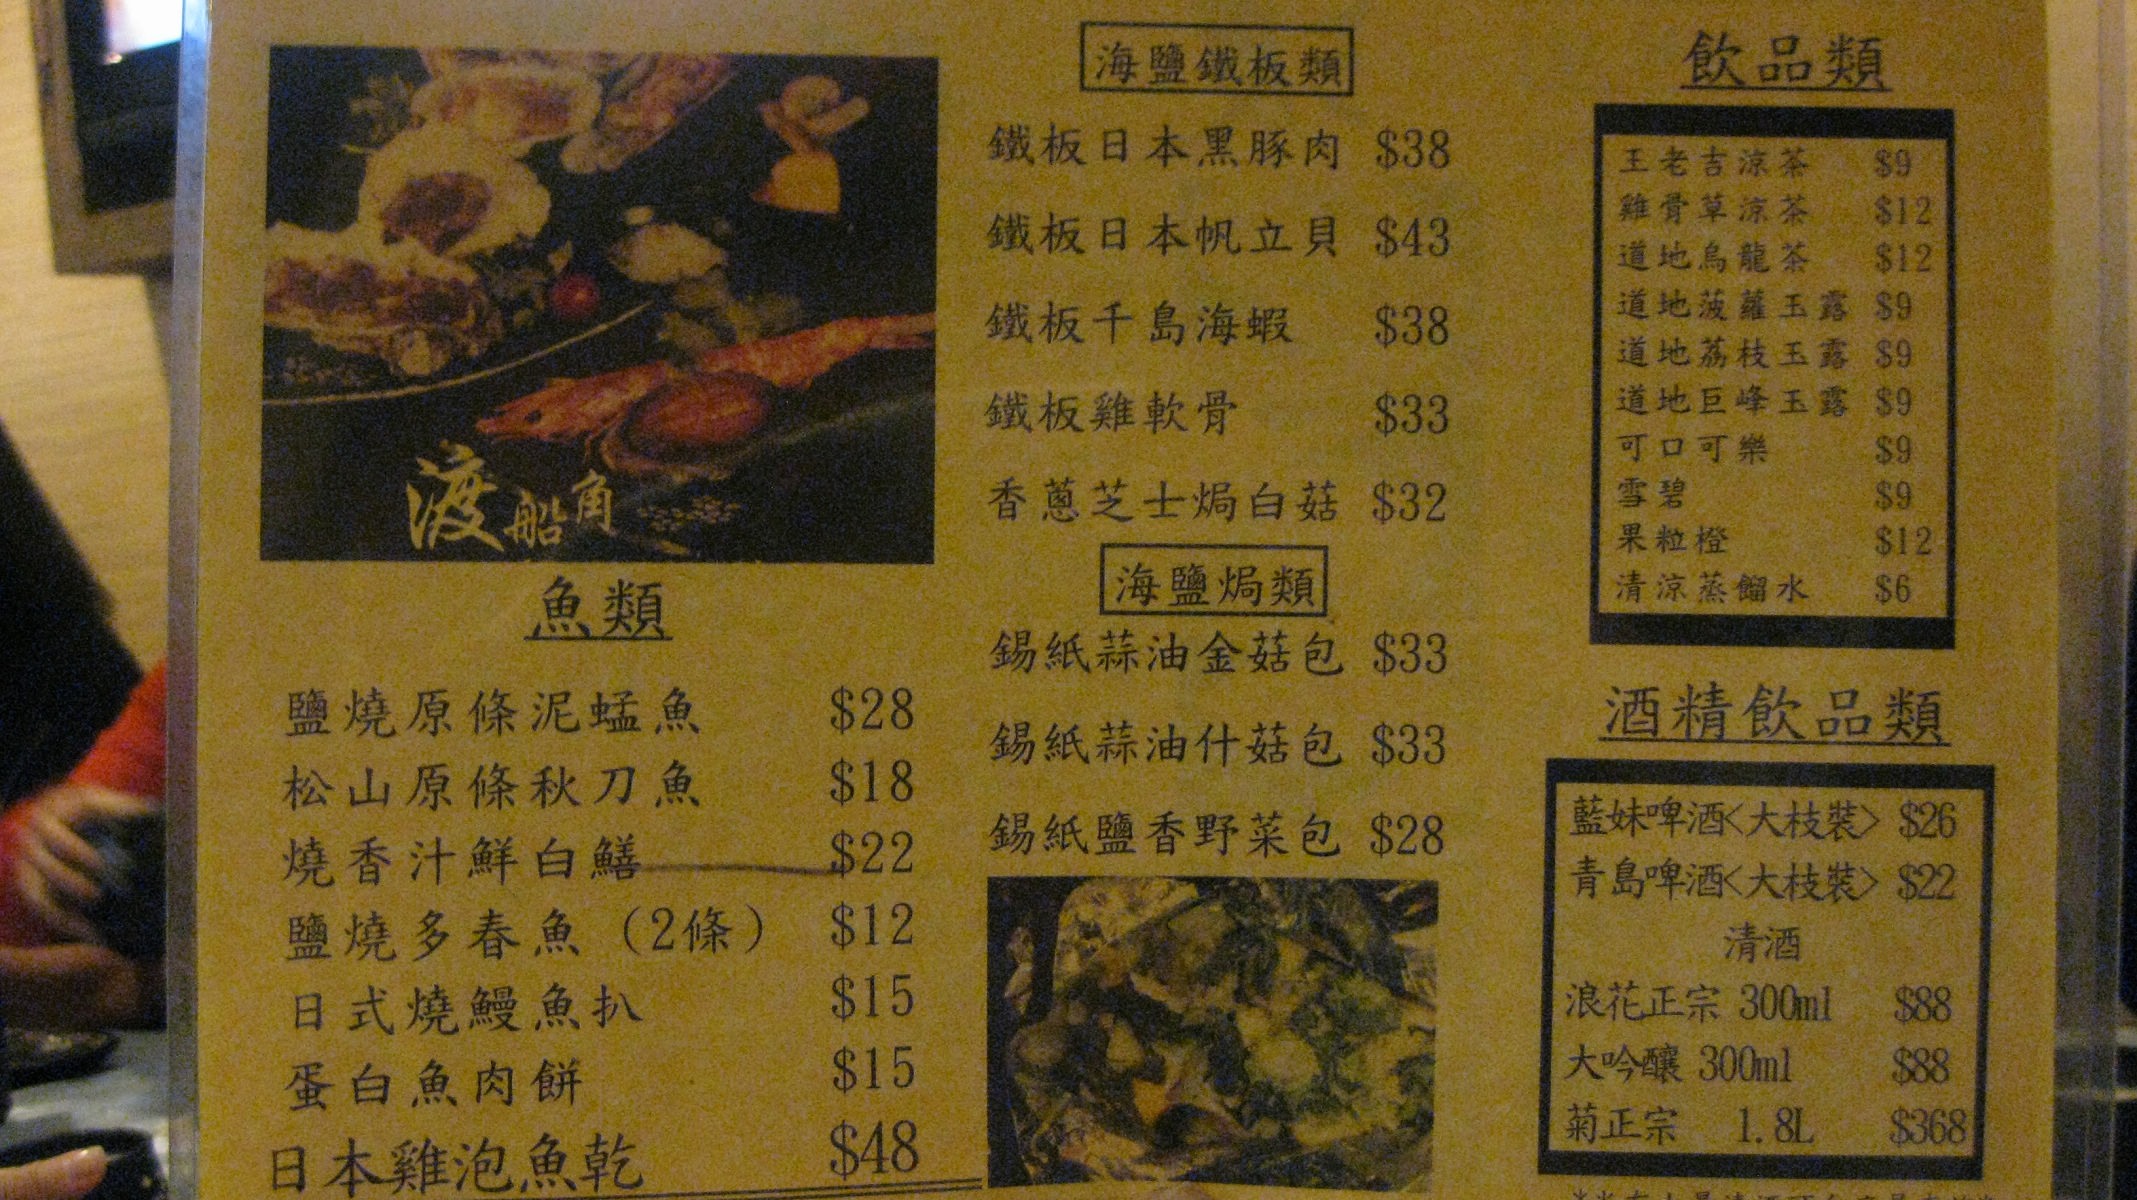 渡船角
魚類
鹽燒原條泥鯭魚 $28
松山原條秋刀魚 $18
燒香汁鮮白鱔 $22
鹽燒多春魚（2條） $12
日式燒鰻魚扒 $15
蛋白魚肉餅 $15
日本雞泡魚乾 $48
海鹽鐵板類
鐵板日本黑豚肉 $38
鐵板日本帆立貝 $43
鐵板千島海蝦 $38
鐵板雞軟骨 $33
香蔥芝士焗白菇 $32
海鹽焗類
錫紙蒜油金菇包 $33
錫紙蒜油什菇包 $33
錫紙鹽香野菜包 $28
飲品類
王老吉涼茶 $9
雞骨草涼茶 $12
道地烏龍茶 $12
道地菠蘿玉露 $9
道地荔枝玉露 $9
道地巨峰玉露 $9
可口可樂 $9
雪碧 $9
果粒橙 $12
清涼蒸餾水 $6
酒精飲品類
藍妹啤酒<大枝裝> $26
青島啤酒<大枝裝> $22
清酒
浪花正宗 300ml $88
大吟釀 300ml $88
菊正宗 1.8L $368